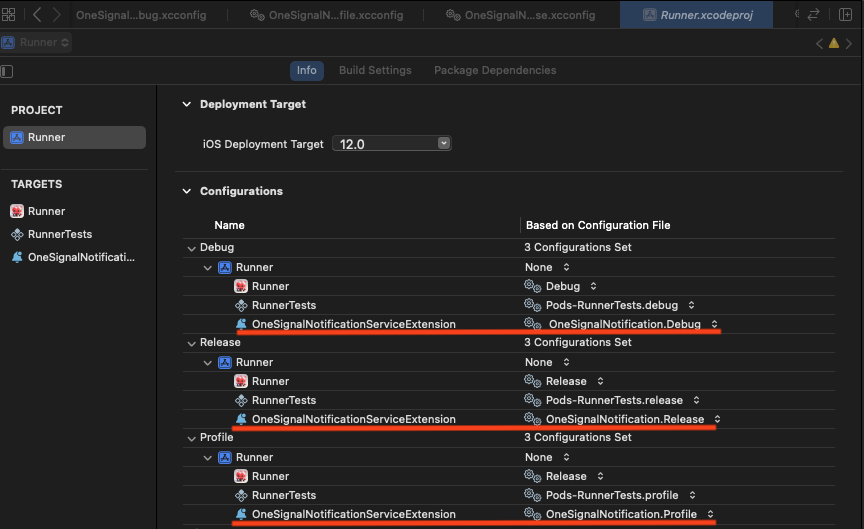 OneSignal...bug.xcconfig OneSignalN...file.xcconfig OneSignalN...se.xcconfig Runner.xcodeproj
Runner
Info Build Settings Package Dependencies
PROJECT
Runner
TARGETS
Runner
RunnerTests
OneSignalNotificati...
Deployment Target
iOS Deployment Target 12.0
Configurations
Name Based on Configuration File
Debug 3 Configurations Set
Runner None
Runner Debug
RunnerTests Pods-RunnerTests.debug
OneSignalNotificationServiceExtension OneSignalNotification.Debug
Release 3 Configurations Set
Runner None
Runner Release
RunnerTests Pods-RunnerTests.release
OneSignalNotificationServiceExtension OneSignalNotification.Release
Profile 3 Configurations Set
Runner None
Runner Release
RunnerTests Pods-RunnerTests.profile
OneSignalNotificationServiceExtension OneSignalNotification.Profile